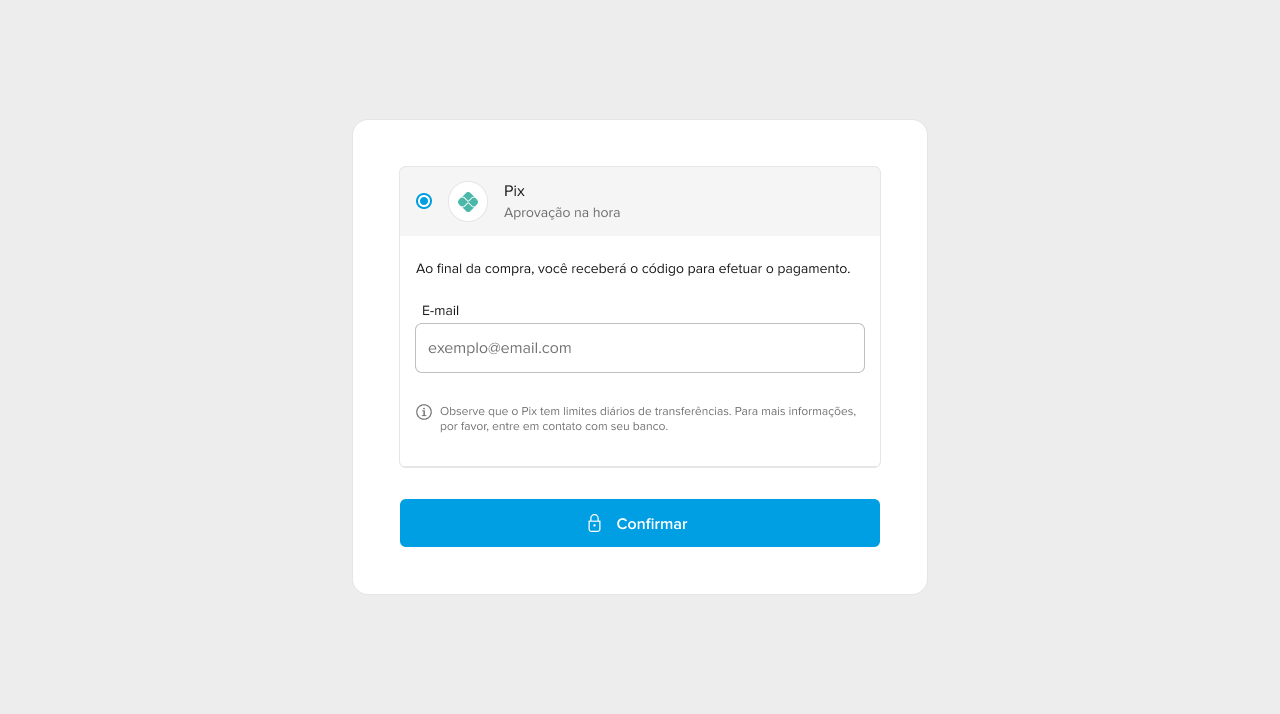 Pix
Aprovação na hora
Ao final da compra, você receberá o código para efetuar o pagamento.
E-mail
exemplo@email.com
Observe que o Pix tem limites diários de transferências. Para mais informações,
por favor, entre em contato com seu banco.
Confirmar